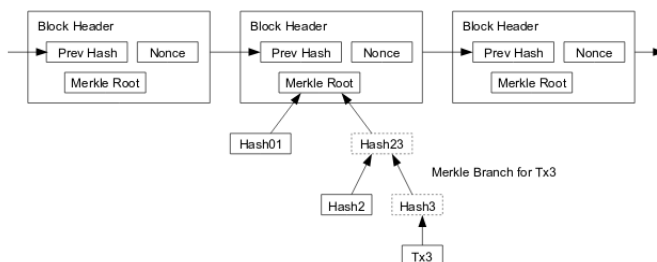 Block Header
Prev Hash
Nonce
Merkle Root
Block Header
Prev Hash
Nonce
Merkle Root
Block Header
Prev Hash
Nonce
Merkle Root
Hash01
Hash23
Merkle Branch for Tx3
Hash2
Hash3
Tx3